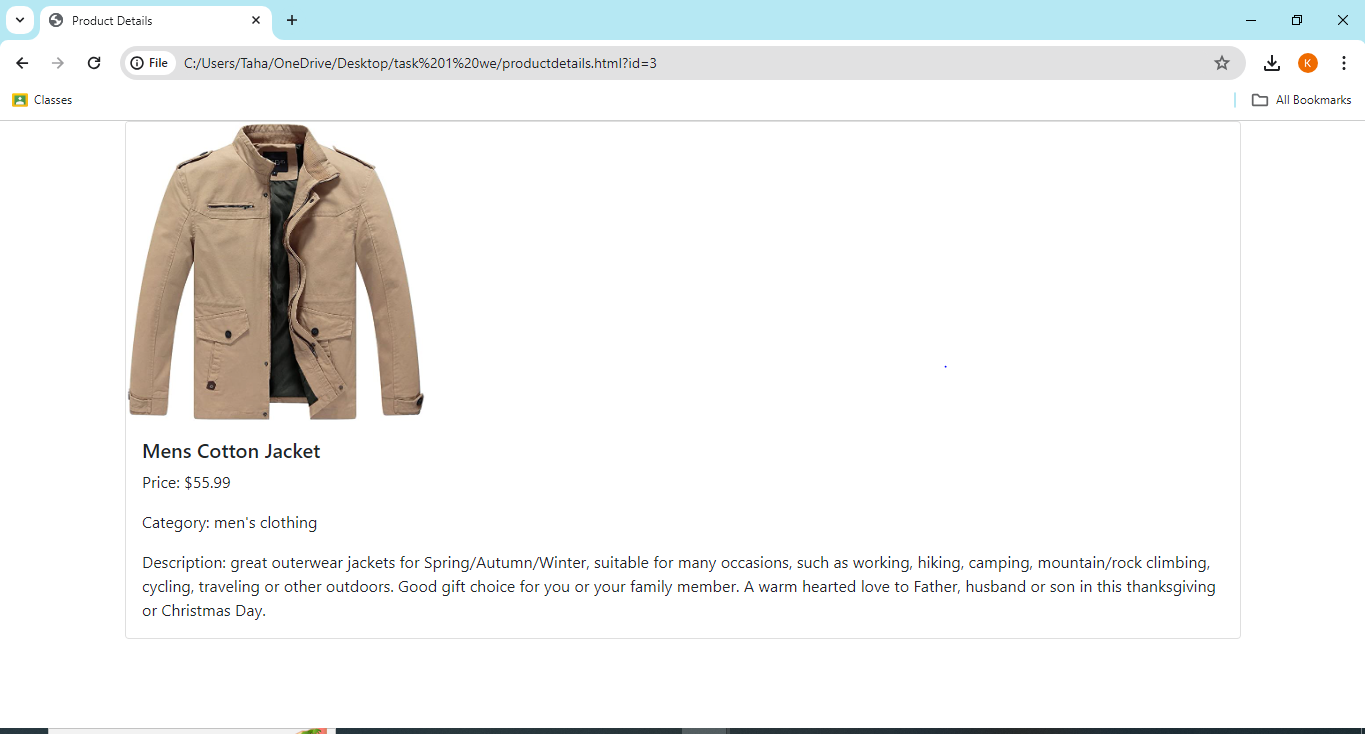 Product Details
File
C:/Users/Taha/OneDrive/Desktop/task%201%20we/productdetails.html?id=3
K
Classes
All Bookmarks
Mens Cotton Jacket
Price: $55.99
Category: men's clothing
Description: great outerwear jackets for Spring/Autumn/Winter, suitable for many occasions, such as working, hiking, camping, mountain/rock climbing,
cycling, traveling or other outdoors. Good gift choice for you or your family member. A warm hearted love to Father, husband or son in this thanksgiving
or Christmas Day.